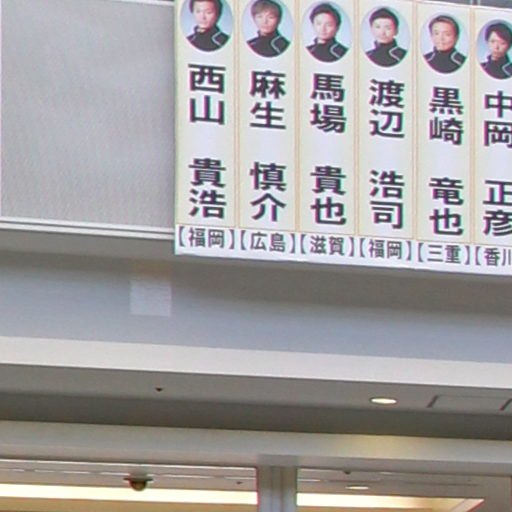 西山 貴浩
【福岡】
麻生 慎介
【広島】
馬場 貴也
【滋賀】
渡辺 浩司
【福岡】
黒崎 竜也
【三重】
中岡 正彦
【香川